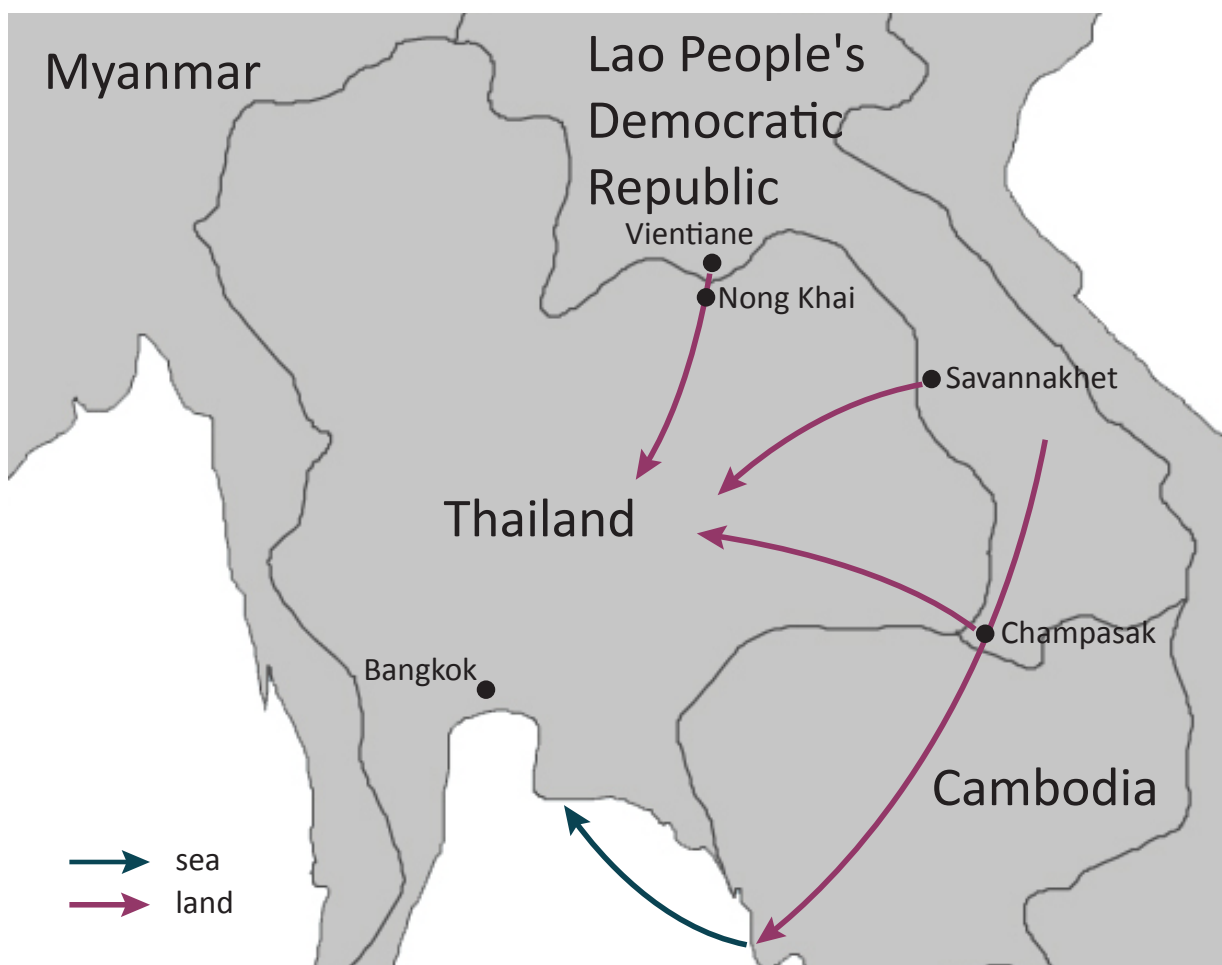 Myanmar
Lao People's
Democratic
Republic
Vientiane
Nong Khai
Savannakhet
Thailand
Champasak
Bangkok
Cambodia
sea
land